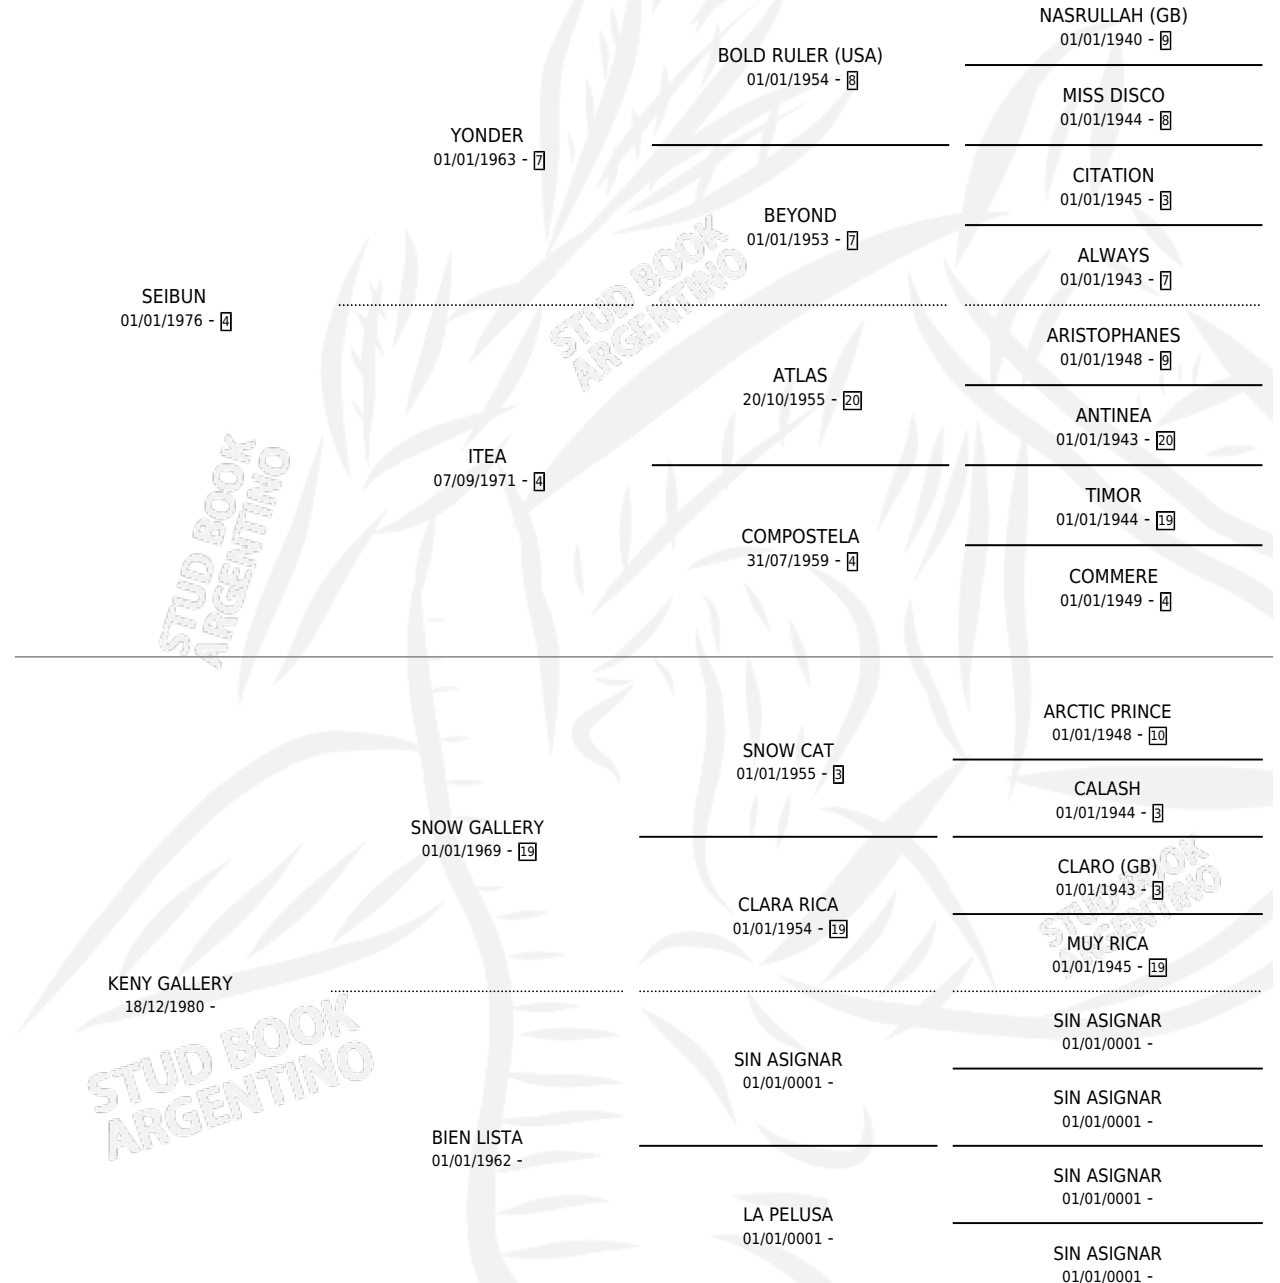 NASRULLAH (GB)
01/01/1940 - 9
BOLD RULER (USA)
01/01/1954 - 8
MISS DISCO
01/01/1944 - 8
YONDER
01/01/1963 - 7
CITATION
01/01/1945 - 3
BEYOND
01/01/1953 - 7
ALWAYS
01/01/1943 - 7
SEIBUN
01/01/1976 - 4
ARISTOPHANES
01/01/1948 - 9
ATLAS
20/10/1955 - 20
ANTINEA
01/01/1943 - 20
ITEA
07/09/1971 - 4
TIMOR
01/01/1944 - 19
COMPOSTELA
31/07/1959 - 4
COMMERE
01/01/1949 - 4
ARCTIC PRINCE
01/01/1948 - 10
SNOW CAT
01/01/1955 - 3
CALASH
01/01/1944 - 3
SNOW GALLERY
01/01/1969 - 19
CLARO (GB)
01/01/1943 - 3
CLARA RICA
01/01/1954 - 19
MUY RICA
01/01/1945 - 19
KENY GALLERY
18/12/1980 -
SIN ASIGNAR
01/01/0001 -
SIN ASIGNAR
01/01/0001 -
SIN ASIGNAR
01/01/0001 -
BIEN LISTA
01/01/1962 -
SIN ASIGNAR
01/01/0001 -
LA PELUSA
01/01/0001 -
SIN ASIGNAR
01/01/0001 -
STUD BOOK
ARGENTINO
STUD BOOK
ARGENTINO
STUD BOOK
ARGENTINO
STUD BOOK
ARGENTINO